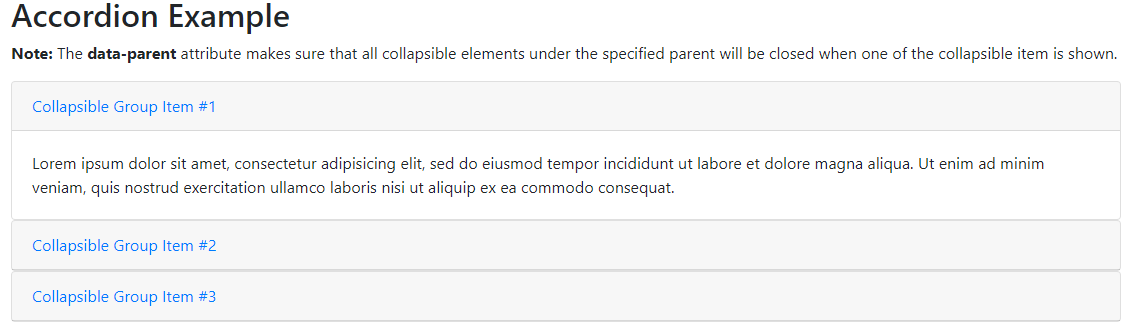 Accordion Example
Note: The data-parent attribute makes sure that all collapsible elements under the specified parent will be closed when one of the collapsible item is shown.
Collapsible Group Item #1
Lorem ipsum dolor sit amet, consectetur adipisicing elit, sed do eiusmod tempor incididunt ut labore et dolore magna aliqua. Ut enim ad minim
veniam, quis nostrud exercitation ullamco laboris nisi ut aliquip ex ea commodo consequat.
Collapsible Group Item #2
Collapsible Group Item #3